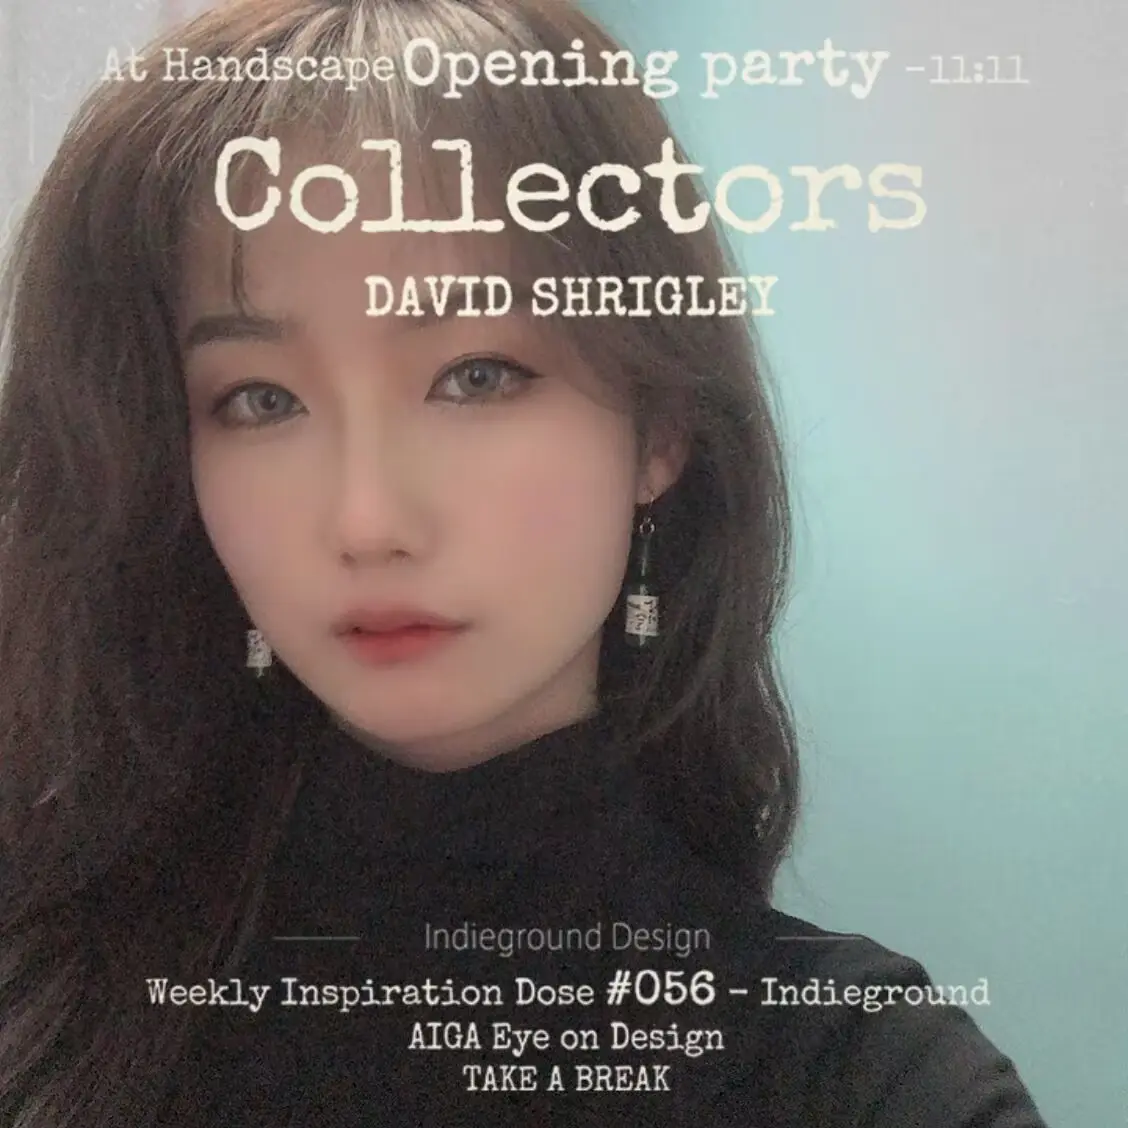 At Handscape Opening party -11:11
Collectors
DAVID SHRIGLEY
Indieground Design
Weekly Inspiration Dose #056 – Indieground
AIGA Eye on Design
TAKE A BREAK